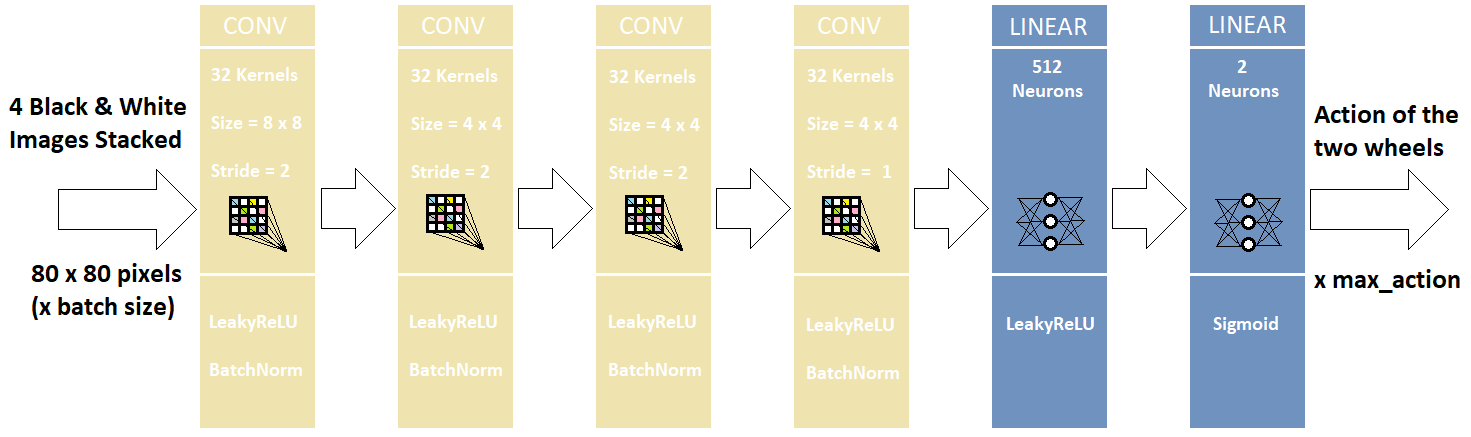 4 Black & White
Images Stacked
80 x 80 pixels
(x batch size)
CONV
32 Kernels
Size = 8 x 8
Stride = 2
LeakyReLU
BatchNorm
CONV
32 Kernels
Size = 4 x 4
Stride = 2
LeakyReLU
BatchNorm
CONV
32 Kernels
Size = 4 x 4
Stride = 2
LeakyReLU
BatchNorm
CONV
32 Kernels
Size = 4 x 4
Stride = 1
LeakyReLU
BatchNorm
LINEAR
512
Neurons
LeakyReLU
LINEAR
2
Neurons
Sigmoid
Action of the
two wheels
x max_action